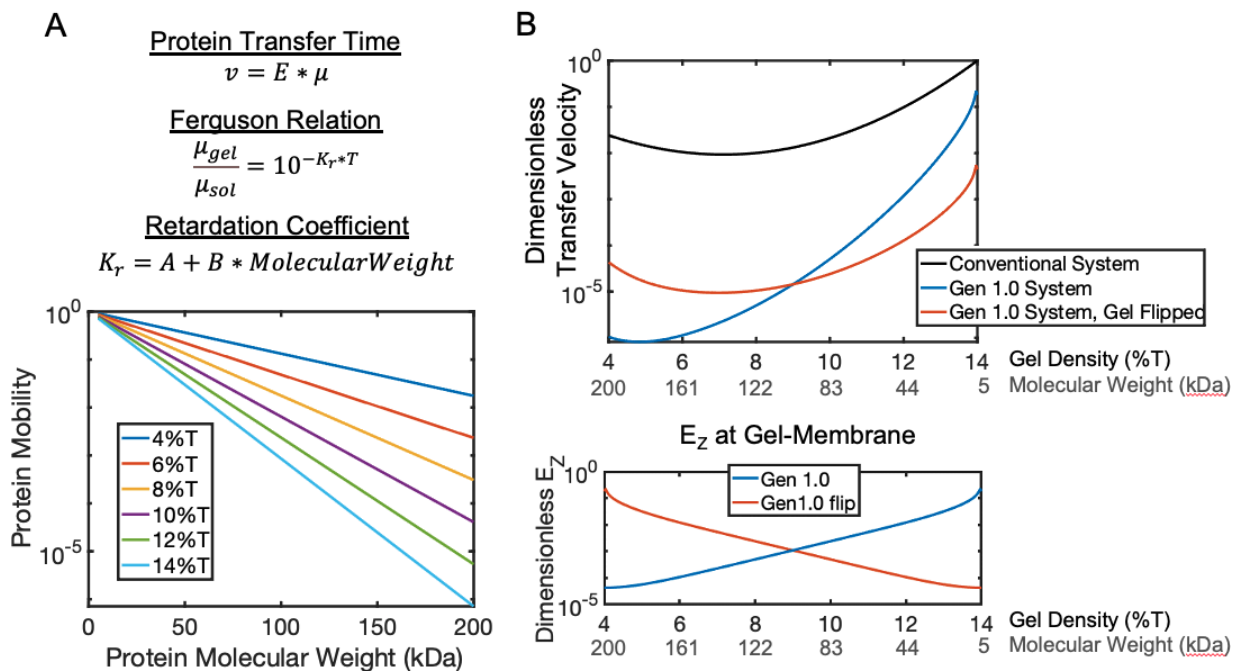 A
Protein Transfer Time
v = E * μ
Ferguson Relation
μgel / μsol = 10^(-Kr*T)
Retardation Coefficient
Kr = A + B * MolecularWeight
10^0
10^-5
Protein Mobility
4%T
6%T
8%T
10%T
12%T
14%T
0 50 100 150 200
Protein Molecular Weight (kDa)
B
10^0
10^-5
Dimensionless
Transfer Velocity
Conventional System
Gen 1.0 System
Gen 1.0 System, Gel Flipped
4 6 8 10 12 14 Gel Density (%T)
200 161 122 83 44 5 Molecular Weight (kDa)
EZ at Gel-Membrane
10^0
10^-5
Dimensionless EZ
Gen 1.0
Gen1.0 flip
4 6 8 10 12 14 Gel Density (%T)
200 161 122 83 44 5 Molecular Weight (kDa)